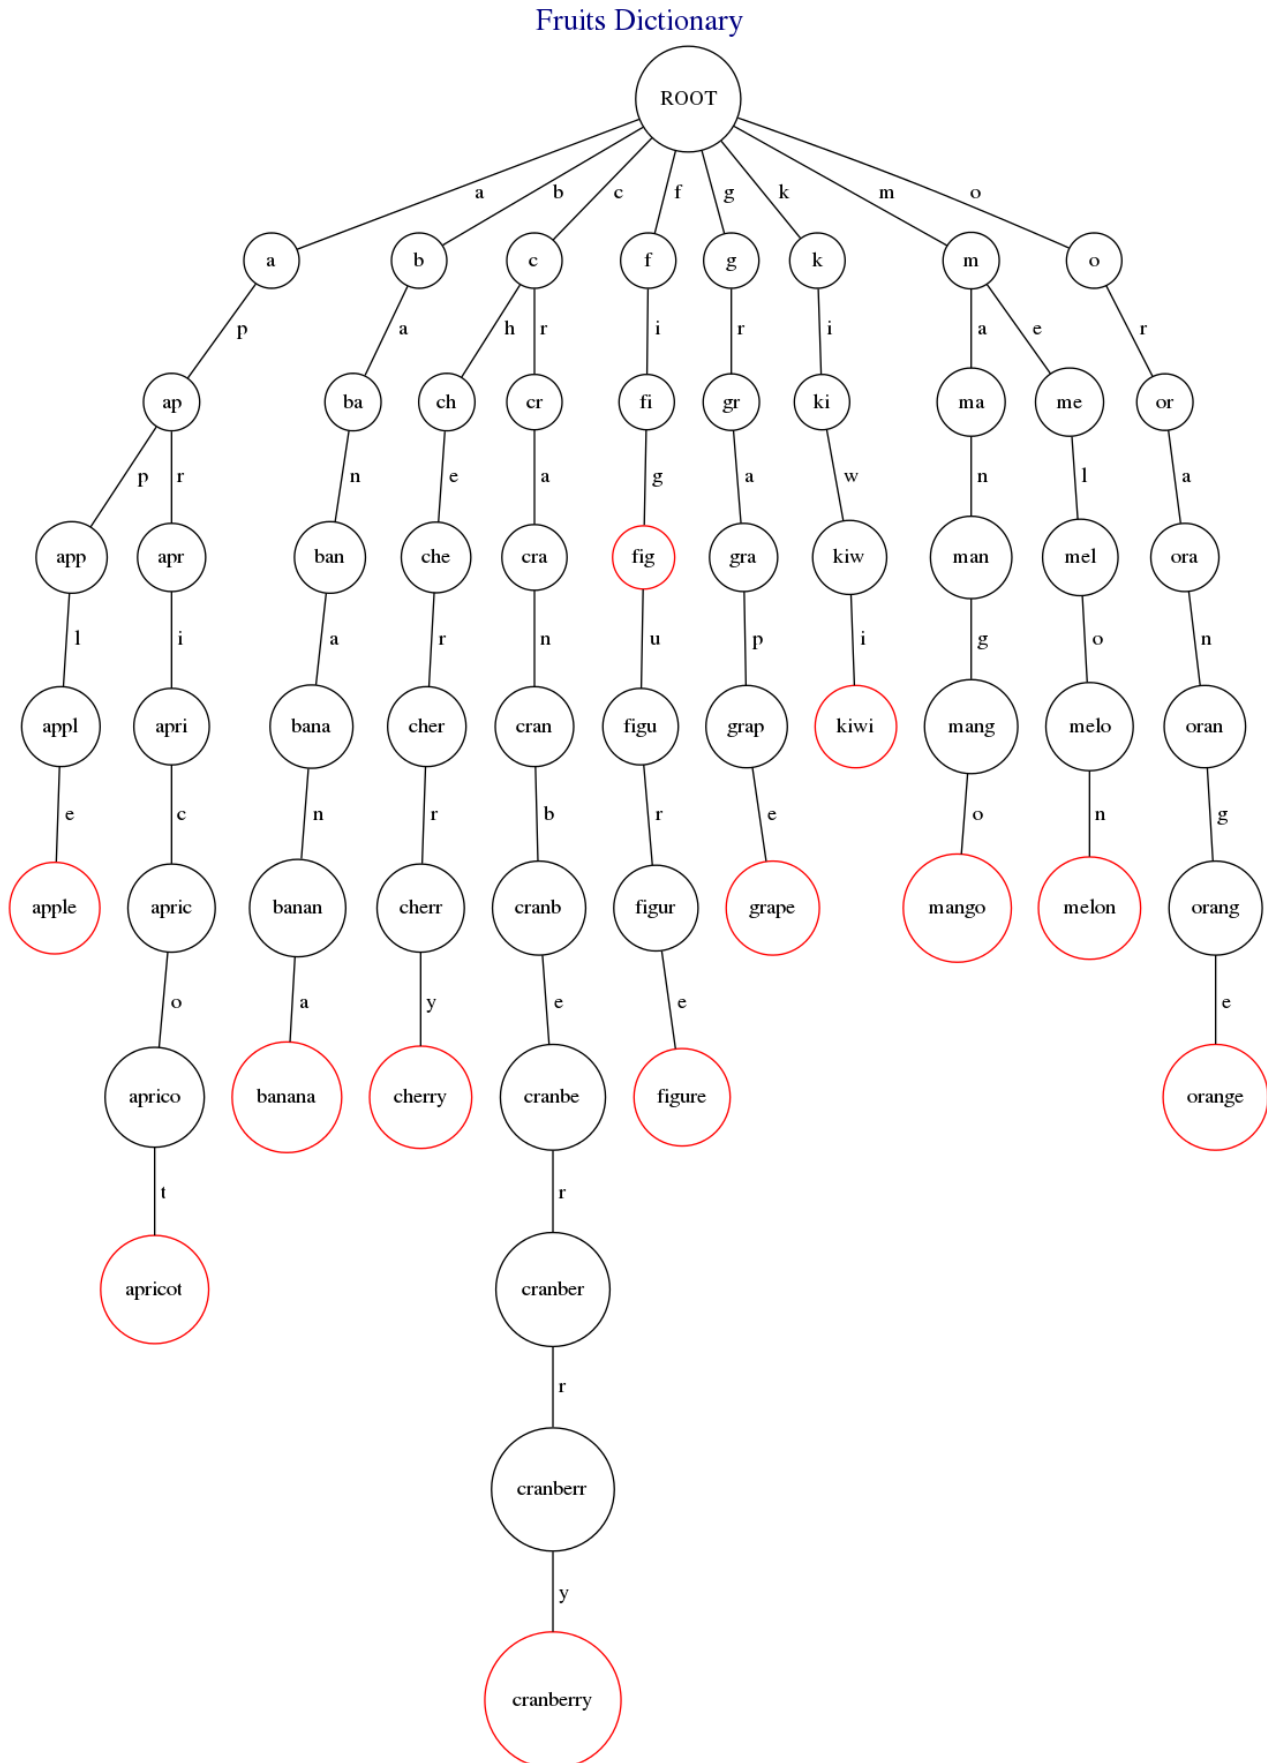 Fruits Dictionary
ROOT
a b c f g k m o
a b c f g k m o
p a h r i r i a e r
ap ba ch cr fi gr ki ma me or
p r n e a g a w n l a
app apr ban che cra fig gra kiw man mel ora
l i a r n u p i g o n
appl apri bana cher cran figu grap kiwi mang melo oran
e c n r b r e o n g
apple apric banan cherr cranb figur grape mango melon orang
o a y e e e
aprico banana cherry cranbe figure orange
t r
apricot cranber
r
cranberr
y
cranberry